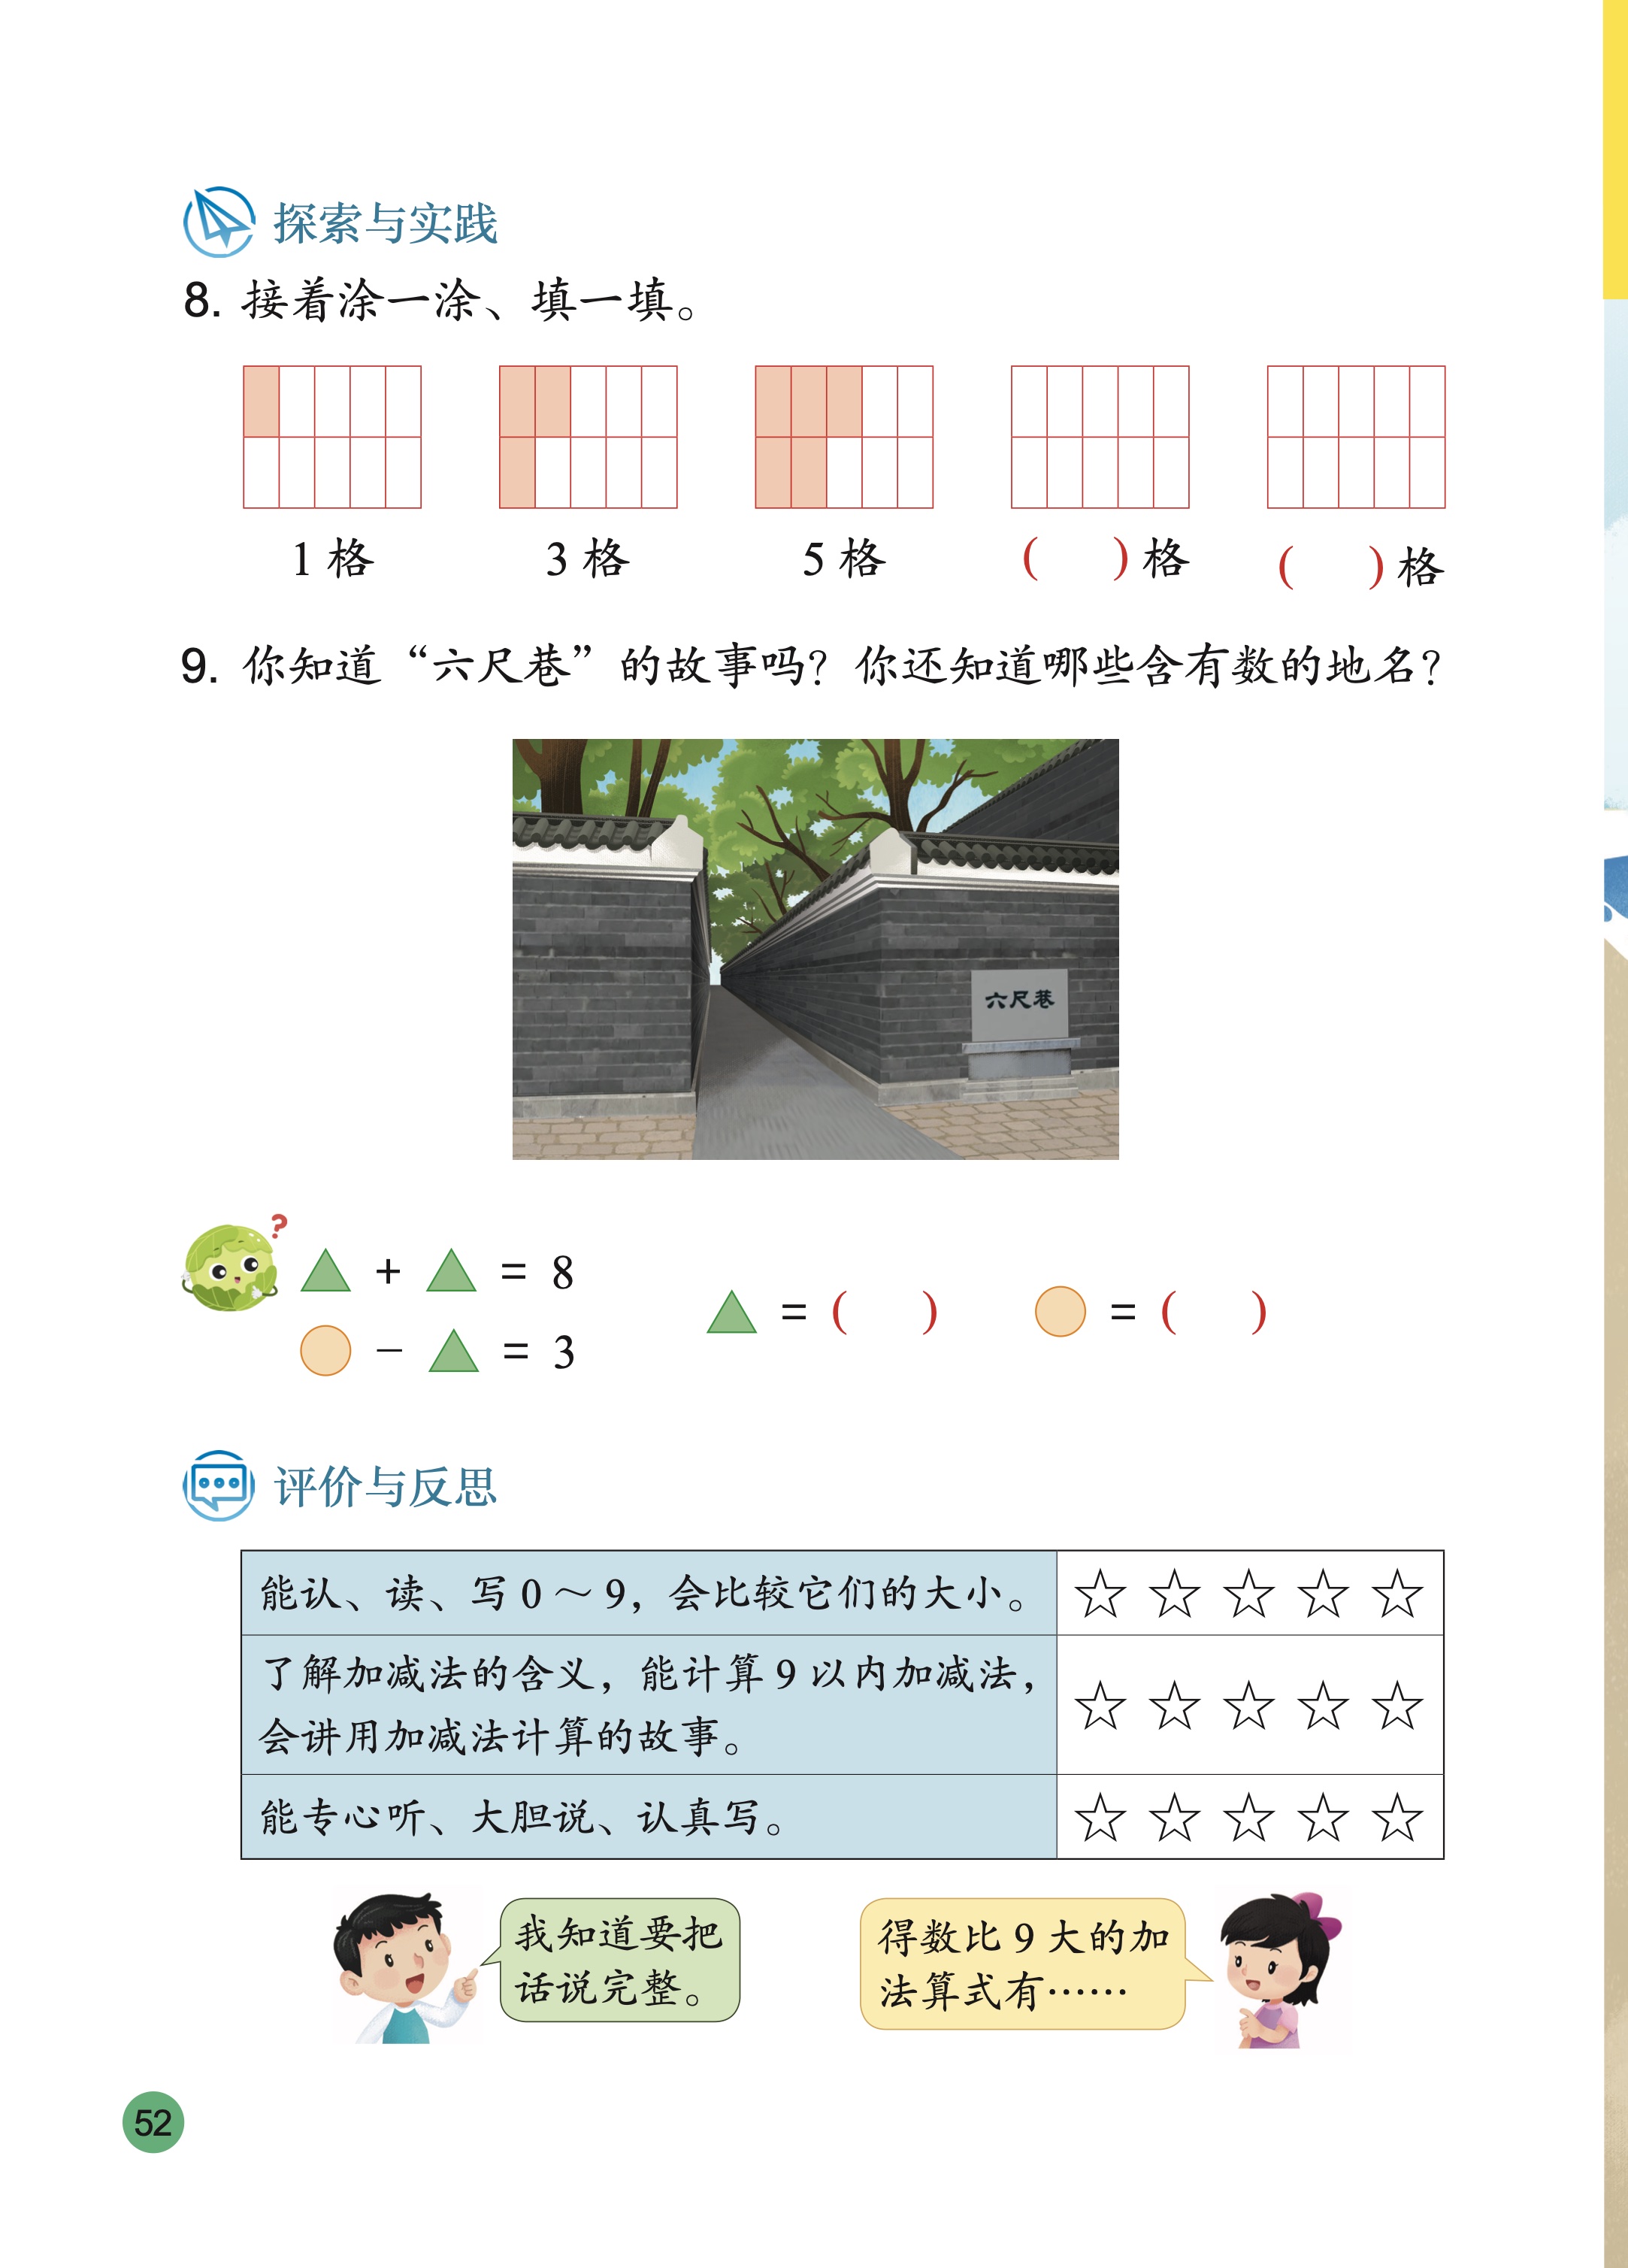 探索与实践
8. 接着涂一涂、填一填。
1 格 3 格 5 格 ( ) 格 ( ) 格
9. 你知道“六尺巷”的故事吗？你还知道哪些含有数的地名？
六尺巷
?
▲ + ▲ = 8
● − ▲ = 3
▲ = ( ) ● = ( )
评价与反思
能认、读、写 0 ～ 9，会比较它们的大小。 ☆ ☆ ☆ ☆ ☆
了解加减法的含义，能计算 9 以内加减法，
会讲用加减法计算的故事。 ☆ ☆ ☆ ☆ ☆
能专心听、大胆说、认真写。 ☆ ☆ ☆ ☆ ☆
我知道要把
话说完整。
得数比 9 大的加
法算式有……
52